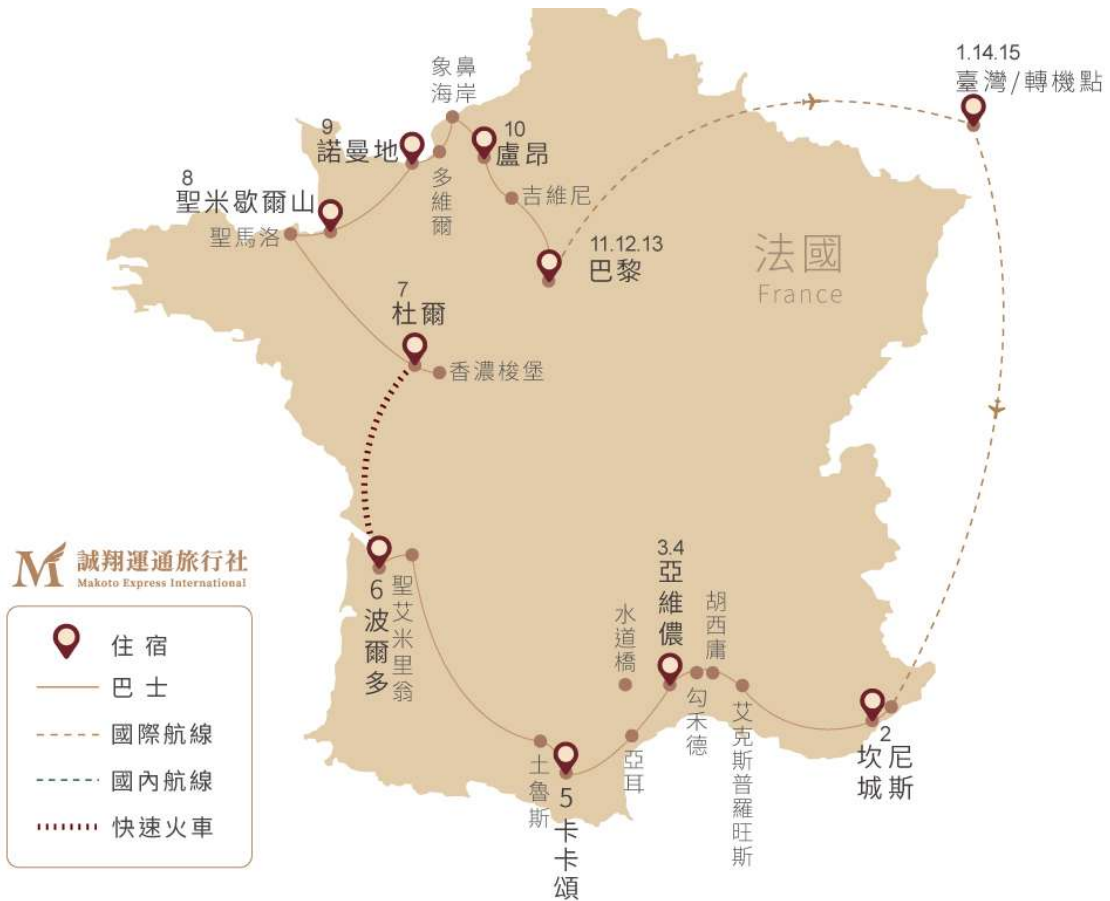 1.14.15
臺灣/轉機點
象鼻
海岸
9
諾曼地
10
盧昂
多維爾
吉維尼
8
聖米歇爾山
聖馬洛
11.12.13
巴黎
法國
France
7
杜爾
香濃梭堡
6
波爾多
聖艾米里翁
3.4
亞維儂
水道橋
胡西庸
勾禾德
艾克斯普羅旺斯
亞耳
土魯斯
5
卡卡頌
2
坎城
尼斯
誠翔運通旅行社
Makoto Express International
住宿
巴士
國際航線
國內航線
快速火車